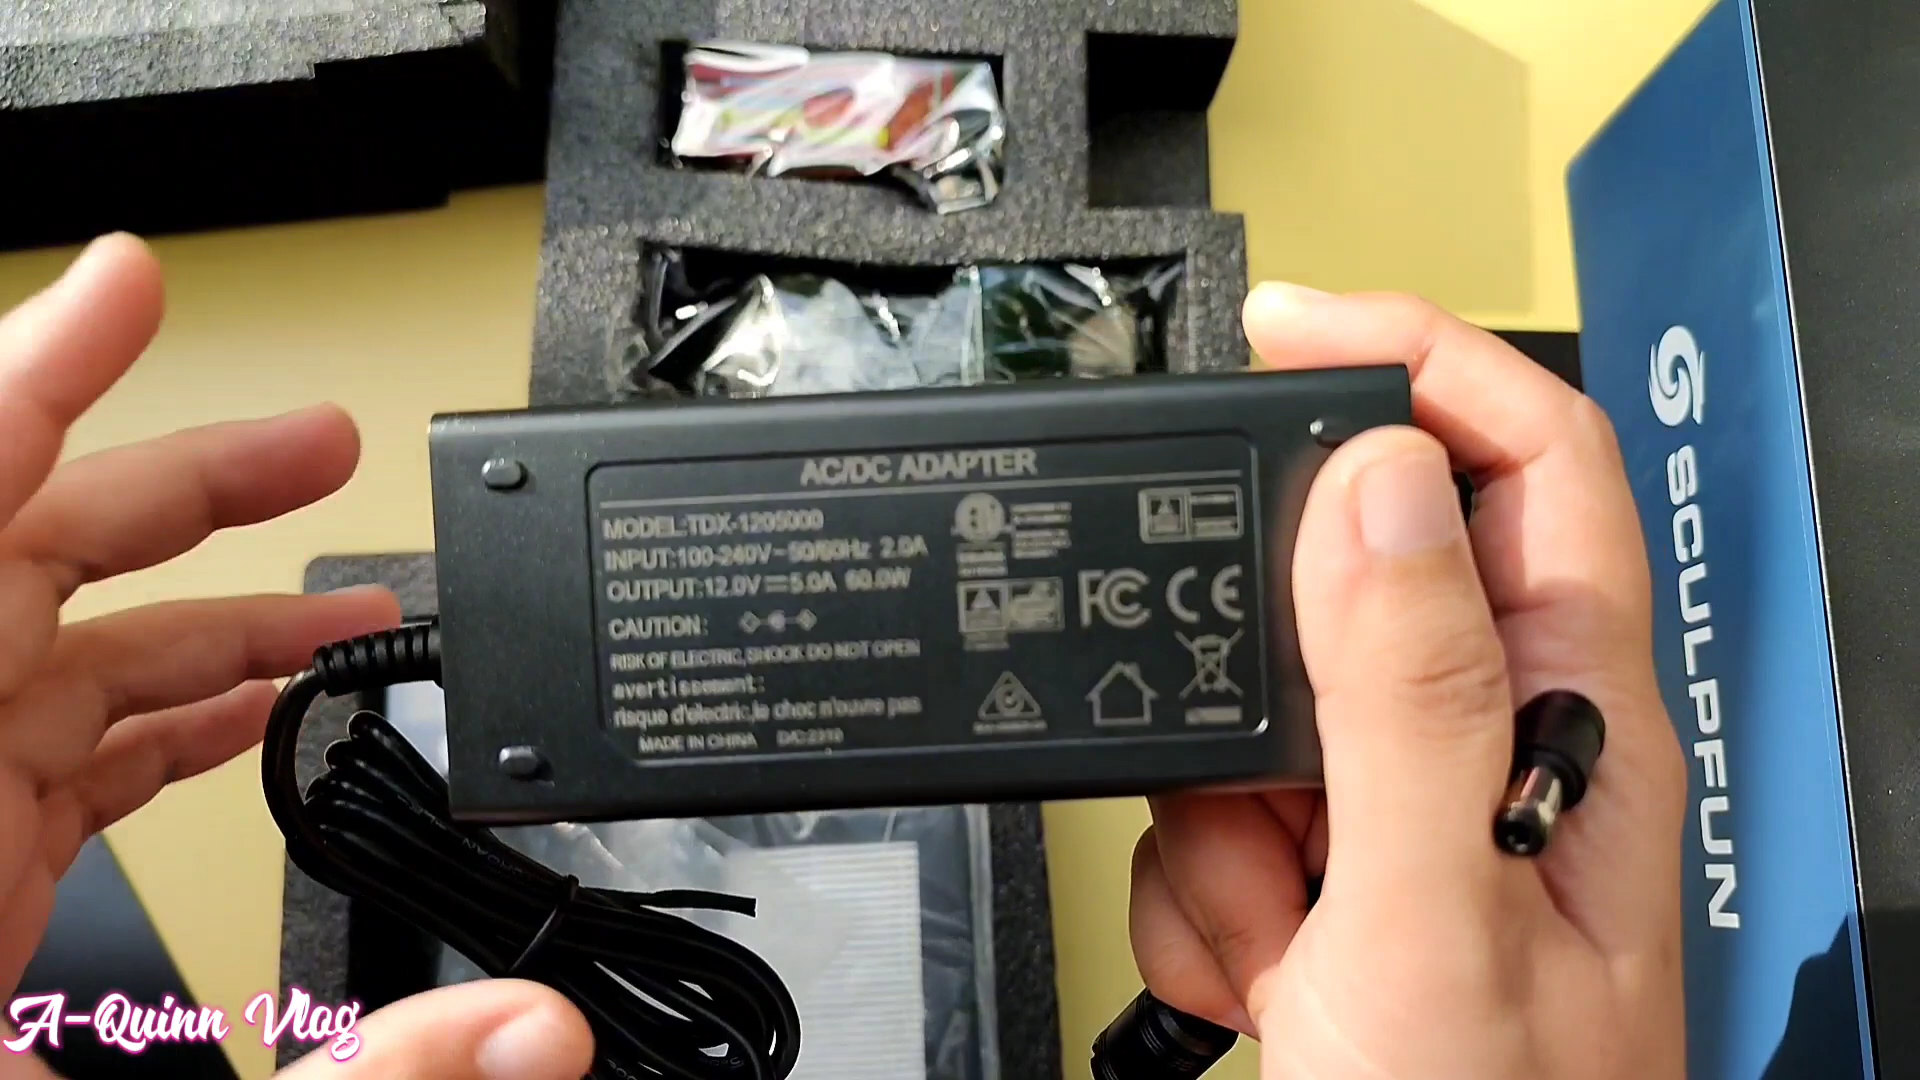 AC/DC ADAPTER
MODEL:TDX-1205000
INPUT:100-240V~50/60Hz 2.0A
OUTPUT:12.0V⎓5.0A 60.0W
CAUTION:
RISK OF ELECTRIC,SHOCK DO NOT OPEN
avertissement:
risque d'electric,le choc n'ouvre pas
MADE IN CHINA
FC CE
SCULPFUN
A-Quinn Vlog